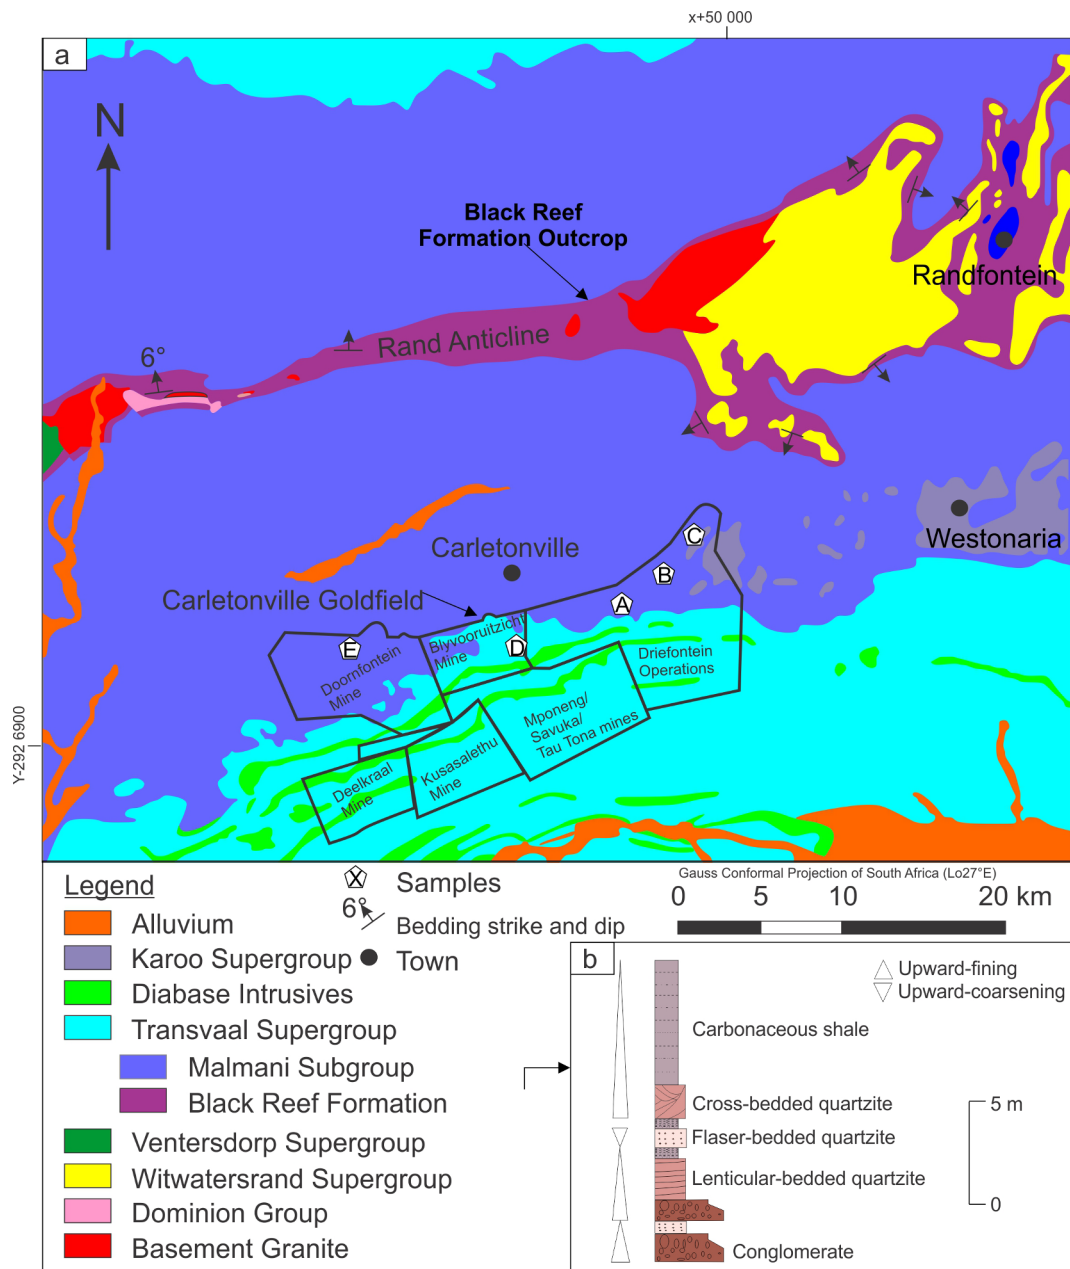 x+50 000
a
N
Black Reef
Formation Outcrop
Randfontein
Rand Anticline
6°
Westonaria
Carletonville
Carletonville Goldfield
C
B
A
D
E
Blyvooruitzicht
Mine
Doornfontein
Mine
Driefontein
Operations
Mponeng/
Savuka/
Tau Tona mines
Kusasalethu
Mine
Deelkraal
Mine
Y-292 6900
Legend
Alluvium
Karoo Supergroup
Diabase Intrusives
Transvaal Supergroup
Malmani Subgroup
Black Reef Formation
Ventersdorp Supergroup
Witwatersrand Supergroup
Dominion Group
Basement Granite
X
Samples
6°
Bedding strike and dip
Town
Gauss Conformal Projection of South Africa (Lo27°E)
0 5 10 20 km
b
Upward-fining
Upward-coarsening
Carbonaceous shale
Cross-bedded quartzite
Flaser-bedded quartzite
Lenticular-bedded quartzite
Conglomerate
5 m
0